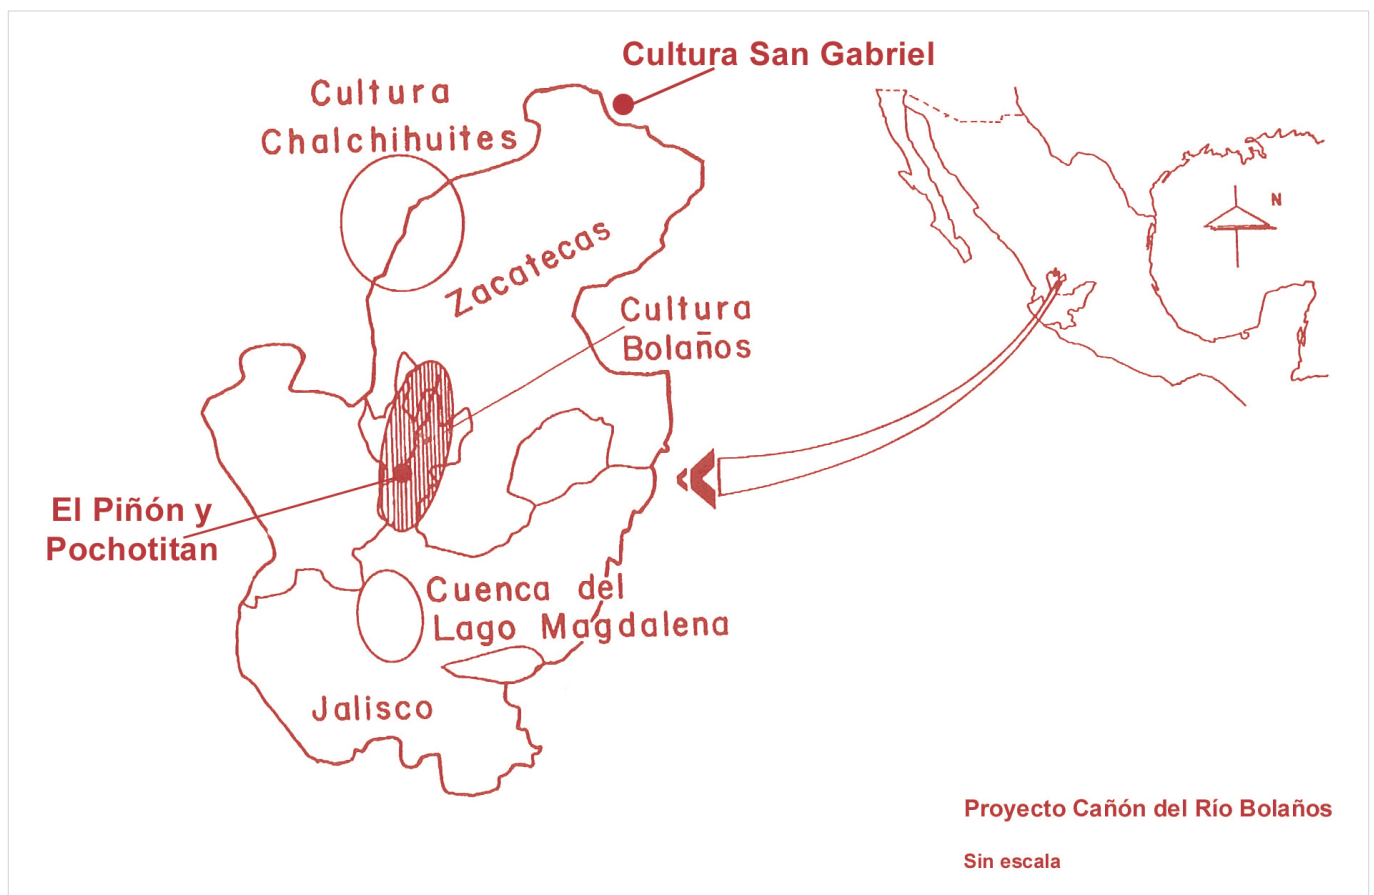 Cultura San Gabriel
Cultura
Chalchihuites
N
Zacatecas
Cultura
Bolaños
El Piñón y
Pochotitan
Cuenca del
Lago Magdalena
Jalisco
Proyecto Cañón del Río Bolaños
Sin escala